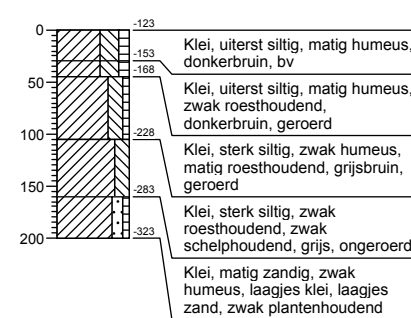 0
50
100
150
200
-123
-153
-168
-228
-283
-323
Klei, uiterst siltig, matig humeus,
donkerbruin, bv
Klei, uiterst siltig, matig humeus,
zwak roesthoudend,
donkerbruin, geroerd
Klei, sterk siltig, zwak humeus,
matig roesthoudend, grijsbruin,
geroerd
Klei, sterk siltig, zwak
roesthoudend, zwak
schelphoudend, grijs, ongeroerd
Klei, matig zandig, zwak
humeus, laagjes klei, laagjes
zand, zwak plantenhoudend